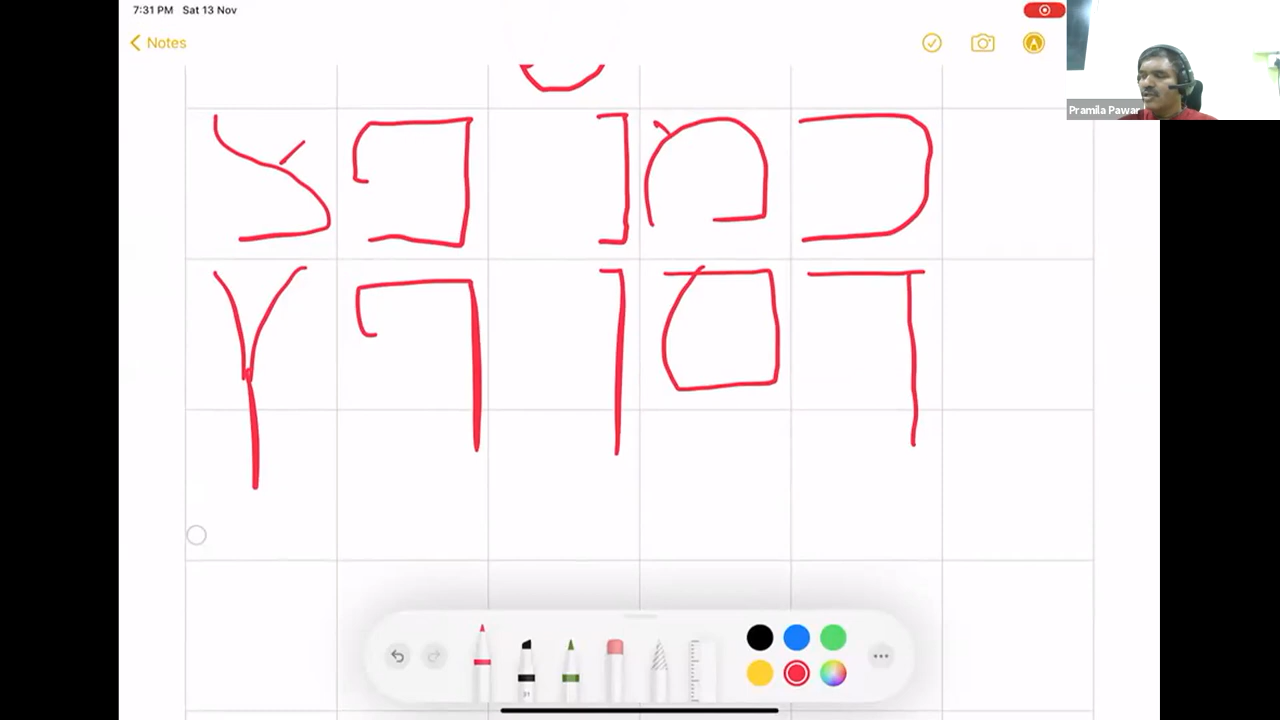 7:31 PM Sat 13 Nov
Notes
Pramila Pawar
כ מ נ פ צ
ך ם ן ף ץ